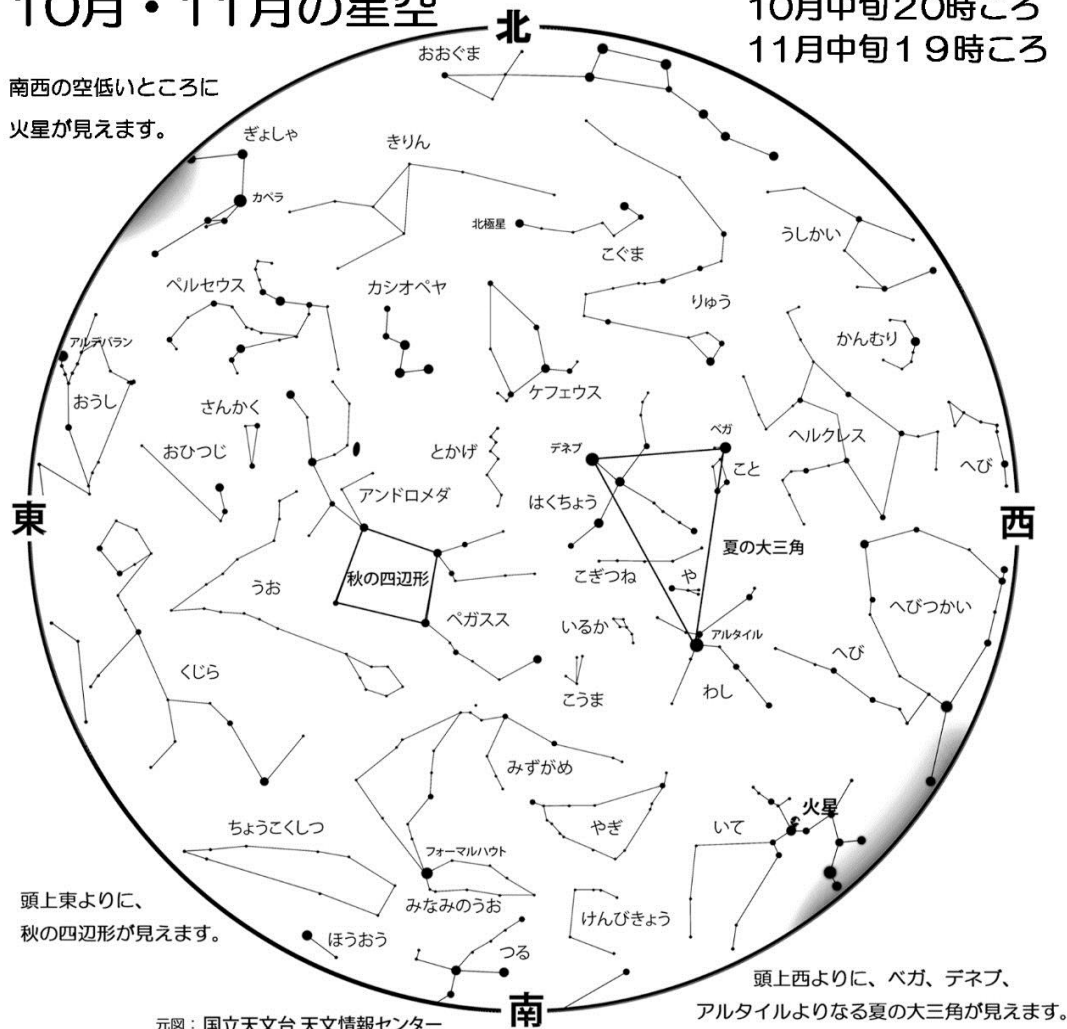 10月・11月の星空
10月中旬20時ころ
11月中旬19時ころ
南西の空低いところに
火星が見えます。
北
おおぐま
ぎょしゃ
カペラ
きりん
北極星
こぐま
うしかい
ペルセウス
カシオペヤ
りゅう
かんむり
アルデバラン
おうし
さんかく
おひつじ
ケフェウス
とかげ
デネブ
ベガ
こと
ヘルクレス
へび
はくちょう
アンドロメダ
東
西
夏の大三角
秋の四辺形
うお
こぎつね
や
へびつかい
ペガスス
いるか
アルタイル
くじら
こうま
わし
へび
みずがめ
ちょうこくしつ
やぎ
いて
火星
フォーマルハウト
みなみのうお
けんびきょう
ほうおう
つる
南
頭上東よりに、
秋の四辺形が見えます。
頭上西よりに、ベガ、デネブ、
アルタイルよりなる夏の大三角が見えます。
元図：国立天文台 天文情報センター